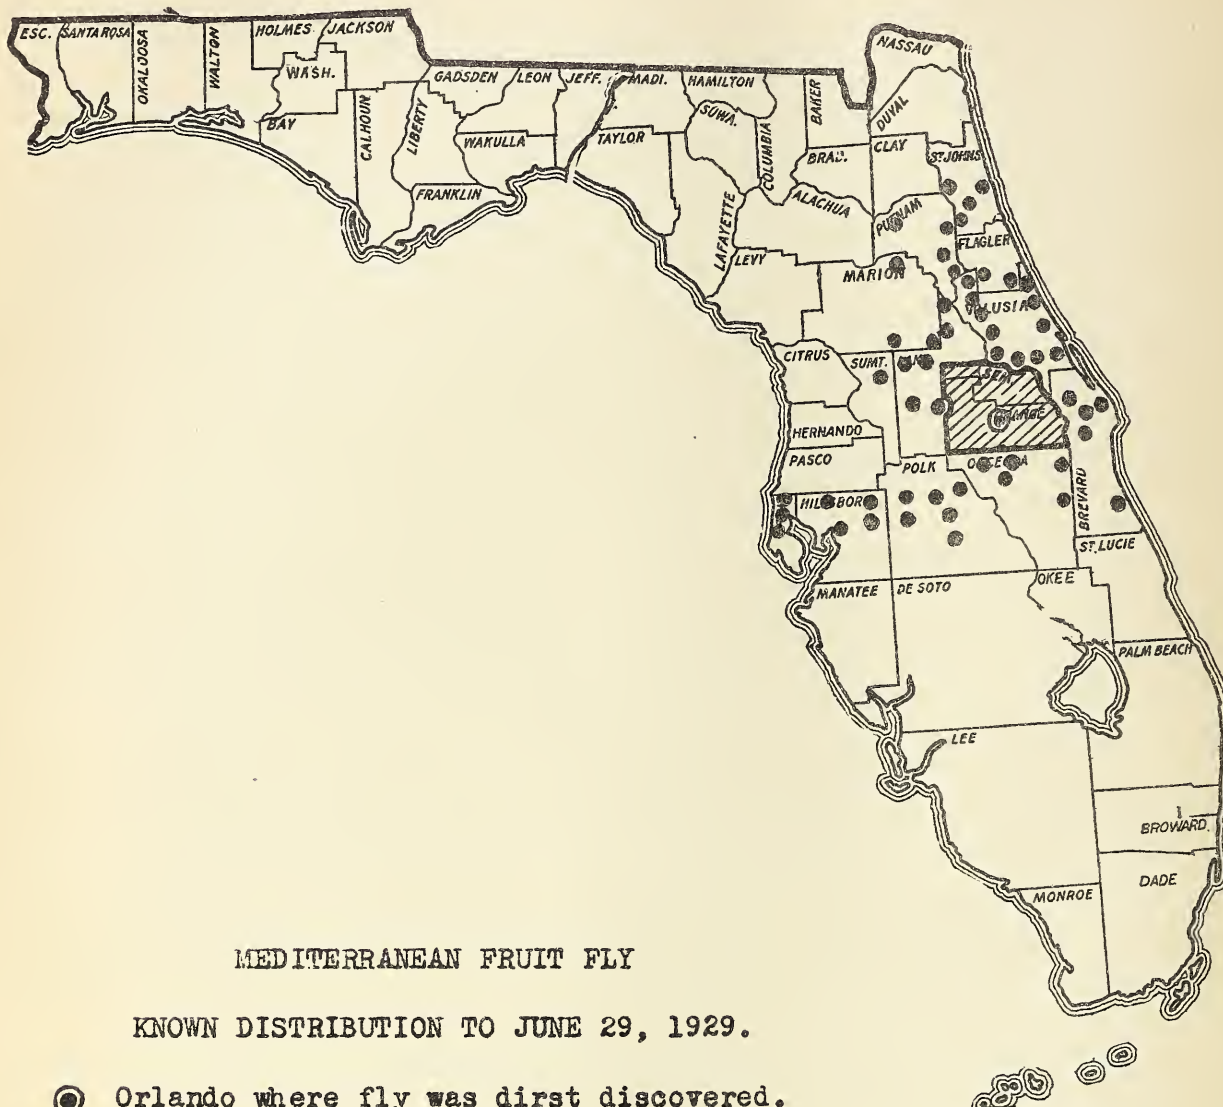 ESC. SANTA ROSA OKALOOSA WALTON HOLMES JACKSON
WASH.
BAY
CALHOUN
LIBERTY
GADSDEN LEON JEFF. MADI. HAMILTON
WAKULLA
FRANKLIN
TAYLOR
SUWA.
COLUMBIA
BAKER
NASSAU
DUVAL
BRAD.
CLAY
ST.JOHNS
LAFAYETTE
ALACHUA
PUTNAM
FLAGLER
LEVY
MARION
VOLUSIA
CITRUS
SUMT.
SEM
HERNANDO
PASCO
POLK
BREVARD
ST.LUCIE
MANATEE
DE SOTO
OKEE
PALM BEACH
LEE
BROWARD.
DADE
MONROE
MEDITERRANEAN FRUIT FLY
KNOWN DISTRIBUTION TO JUNE 29, 1929.
Orlando where fly was dirst discovered.